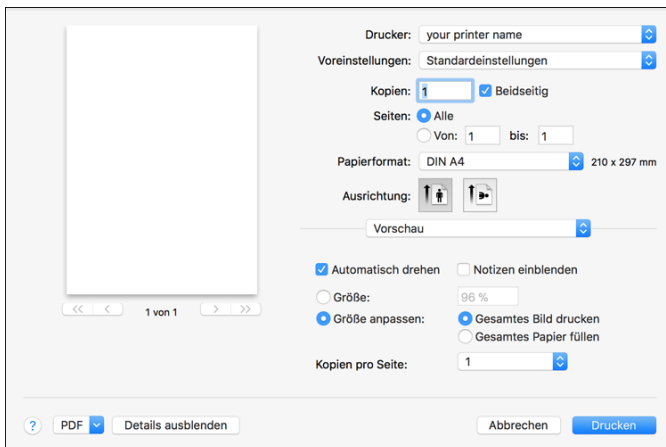 Drucker: your printer name
Voreinstellungen: Standardeinstellungen
Kopien: 1 Beidseitig
Seiten: Alle
Von: 1 bis: 1
Papierformat: DIN A4 210 x 297 mm
Ausrichtung:
Vorschau
Automatisch drehen Notizen einblenden
Größe: 96 %
Größe anpassen: Gesamtes Bild drucken
Gesamtes Papier füllen
Kopien pro Seite: 1
1 von 1
? PDF Details ausblenden Abbrechen Drucken